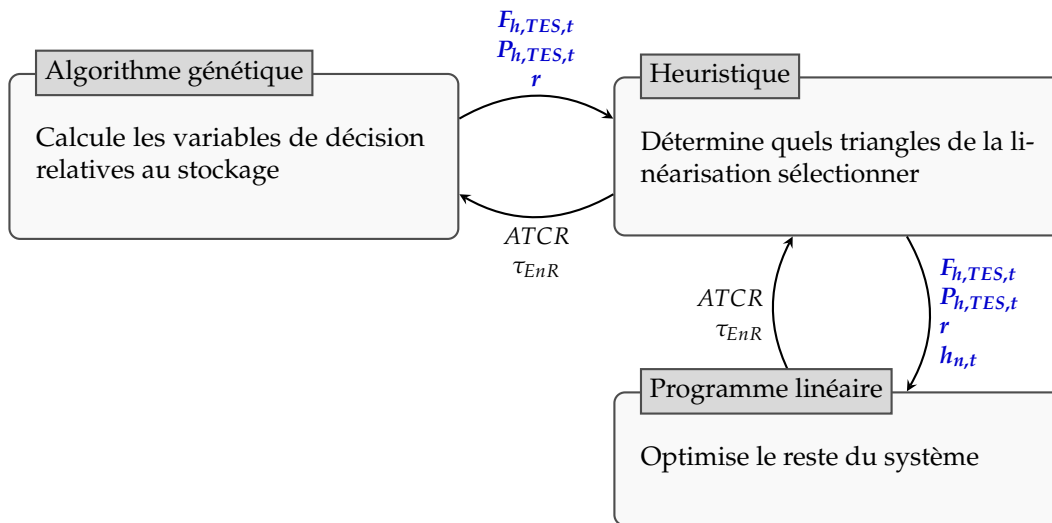 F_{h,TES,t}
P_{h,TES,t}
r
Algorithme génétique
Calcule les variables de décision
relatives au stockage
Heuristique
Détermine quels triangles de la li-
néarisation sélectionner
ATCR
τ_{EnR}
ATCR
τ_{EnR}
F_{h,TES,t}
P_{h,TES,t}
r
h_{n,t}
Programme linéaire
Optimise le reste du système